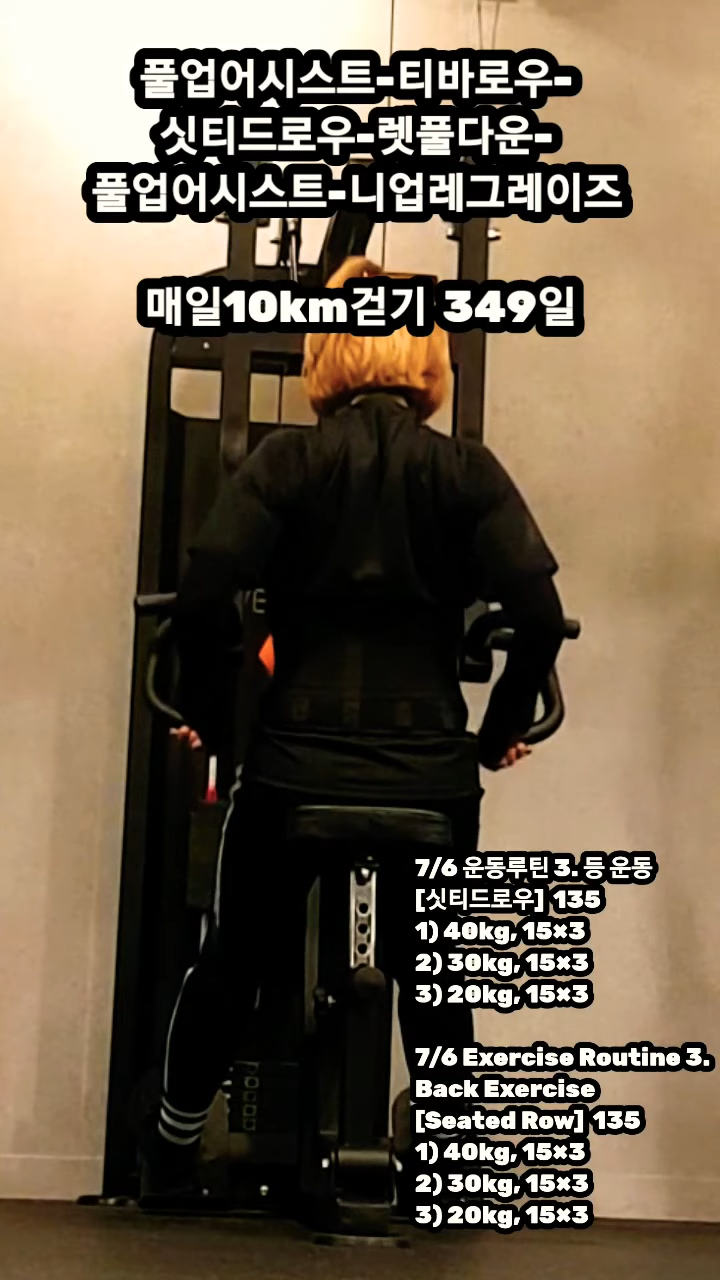 풀업어시스트-티바로우-
싯티드로우-렛풀다운-
풀업어시스트-니업레그레이즈
매일10km걷기 349일
7/6 운동루틴 3. 등 운동
[싯티드로우] 135
1) 40kg, 15×3
2) 30kg, 15×3
3) 20kg, 15×3
7/6 Exercise Routine 3.
Back Exercise
[Seated Row] 135
1) 40kg, 15×3
2) 30kg, 15×3
3) 20kg, 15×3